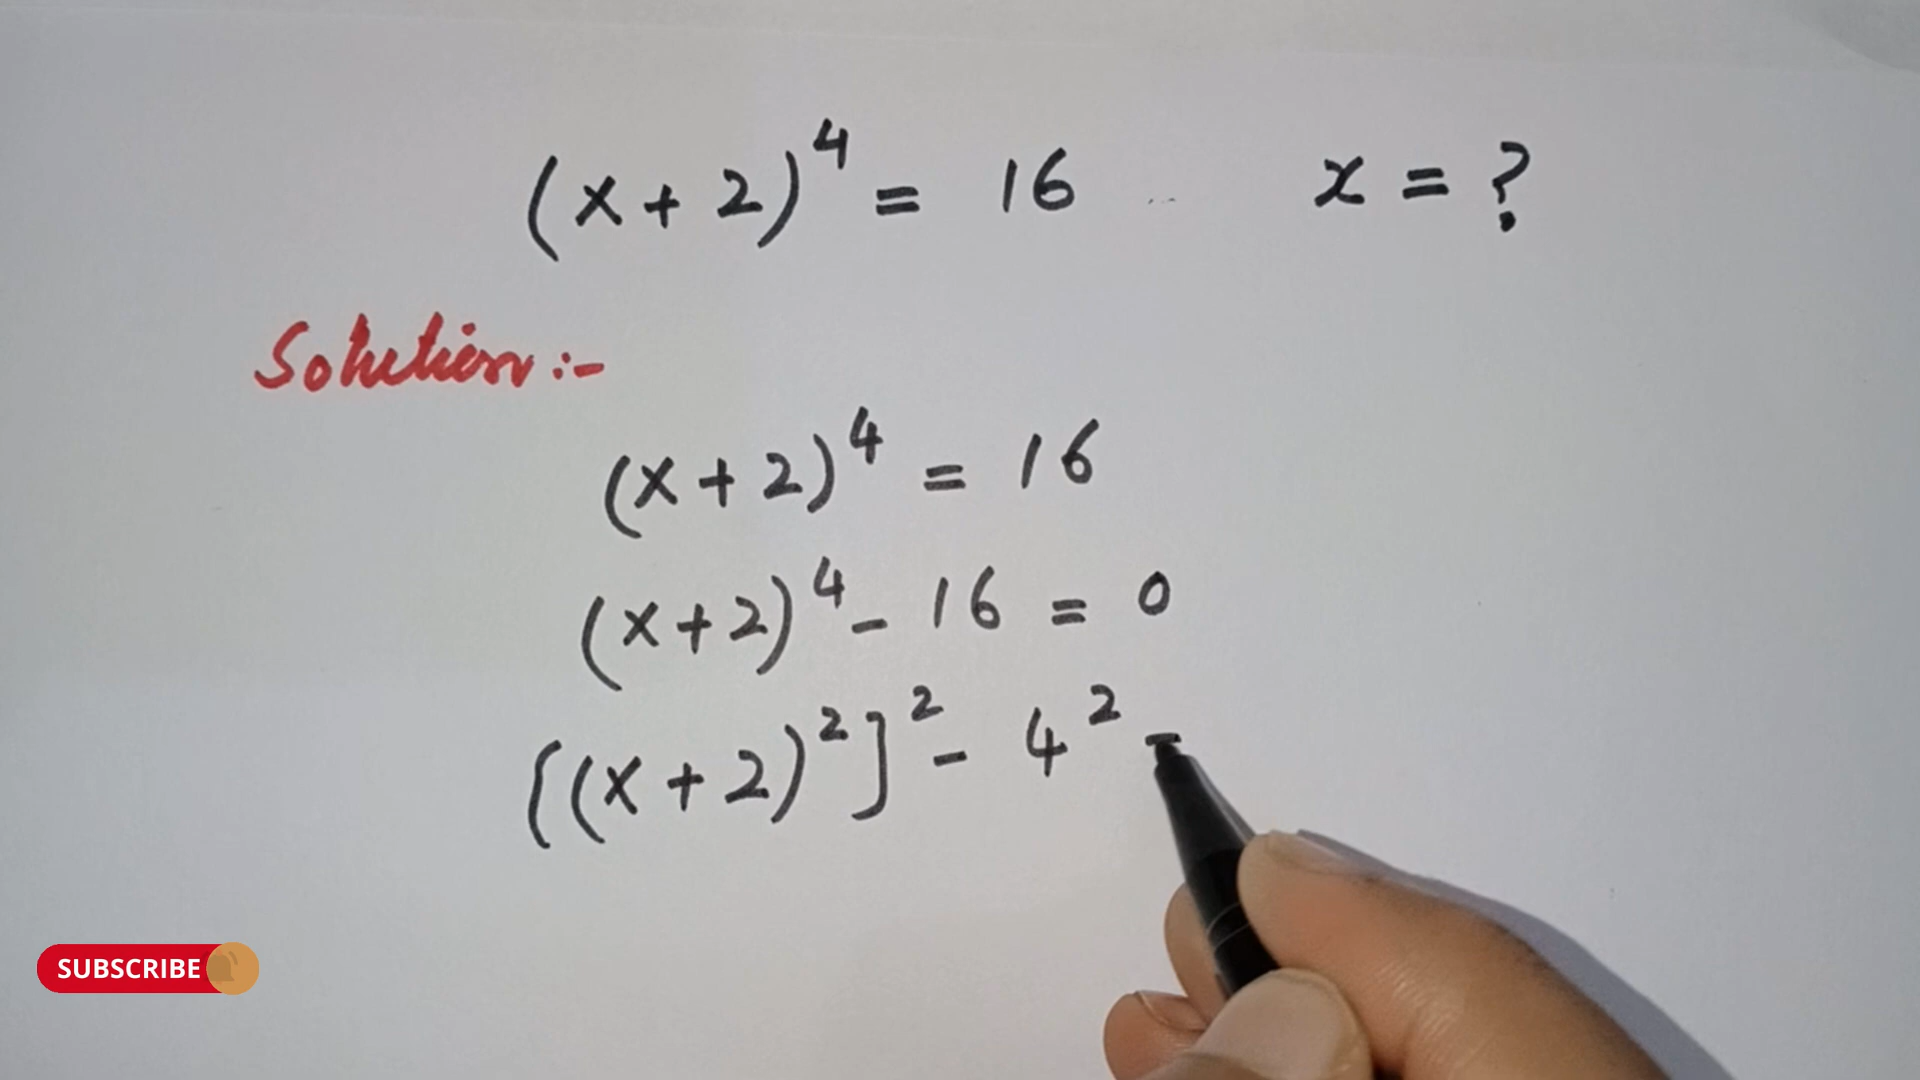 (x+2)⁴ = 16 x = ?
Solution :-
(x+2)⁴ = 16
(x+2)⁴ - 16 = 0
[(x+2)²]² - 4² =
SUBSCRIBE